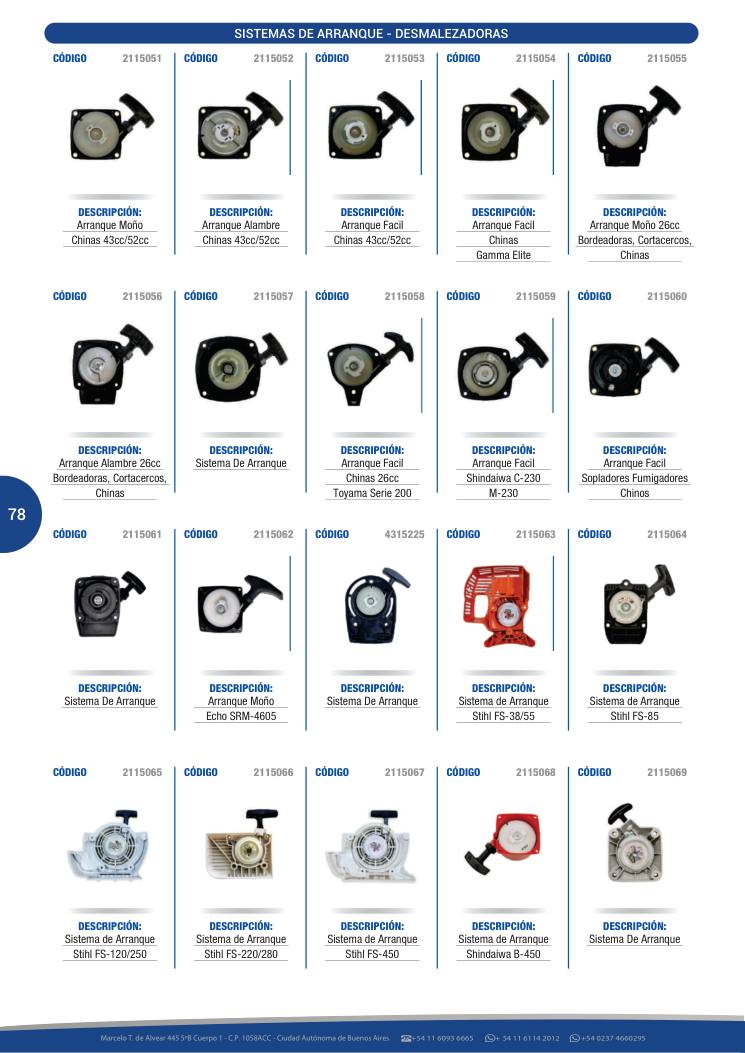 SISTEMAS DE ARRANQUE - DESMALEZADORAS
CÓDIGO 2115051
DESCRIPCIÓN:
Arranque Moño
Chinas 43cc/52cc
CÓDIGO 2115052
DESCRIPCIÓN:
Arranque Alambre
Chinas 43cc/52cc
CÓDIGO 2115053
DESCRIPCIÓN:
Arranque Facil
Chinas 43cc/52cc
CÓDIGO 2115054
DESCRIPCIÓN:
Arranque Facil
Chinas
Gamma Elite
CÓDIGO 2115055
DESCRIPCIÓN:
Arranque Moño 26cc
Bordeadoras, Cortacercos,
Chinas
CÓDIGO 2115056
DESCRIPCIÓN:
Arranque Alambre 26cc
Bordeadoras, Cortacercos,
Chinas
CÓDIGO 2115057
DESCRIPCIÓN:
Sistema De Arranque
CÓDIGO 2115058
DESCRIPCIÓN:
Arranque Facil
Chinas 26cc
Toyama Serie 200
CÓDIGO 2115059
DESCRIPCIÓN:
Arranque Facil
Shindaiwa C-230
M-230
CÓDIGO 2115060
DESCRIPCIÓN:
Arranque Facil
Sopladores Fumigadores
Chinos
78
CÓDIGO 2115061
DESCRIPCIÓN:
Sistema De Arranque
CÓDIGO 2115062
DESCRIPCIÓN:
Arranque Moño
Echo SRM-4605
CÓDIGO 4315225
DESCRIPCIÓN:
Sistema De Arranque
CÓDIGO 2115063
DESCRIPCIÓN:
Sistema de Arranque
Stihl FS-38/55
CÓDIGO 2115064
DESCRIPCIÓN:
Sistema de Arranque
Stihl FS-85
CÓDIGO 2115065
DESCRIPCIÓN:
Sistema de Arranque
Stihl FS-120/250
CÓDIGO 2115066
DESCRIPCIÓN:
Sistema de Arranque
Stihl FS-220/280
CÓDIGO 2115067
DESCRIPCIÓN:
Sistema de Arranque
Stihl FS-450
CÓDIGO 2115068
DESCRIPCIÓN:
Sistema de Arranque
Shindaiwa B-450
CÓDIGO 2115069
DESCRIPCIÓN:
Sistema De Arranque
Marcelo T. de Alvear 445 5ºB Cuerpo 1 - C.P. 1058ACC - Ciudad Autónoma de Buenos Aires. +54 11 6093 6665 + 54 11 6114 2012 +54 0237 4660295